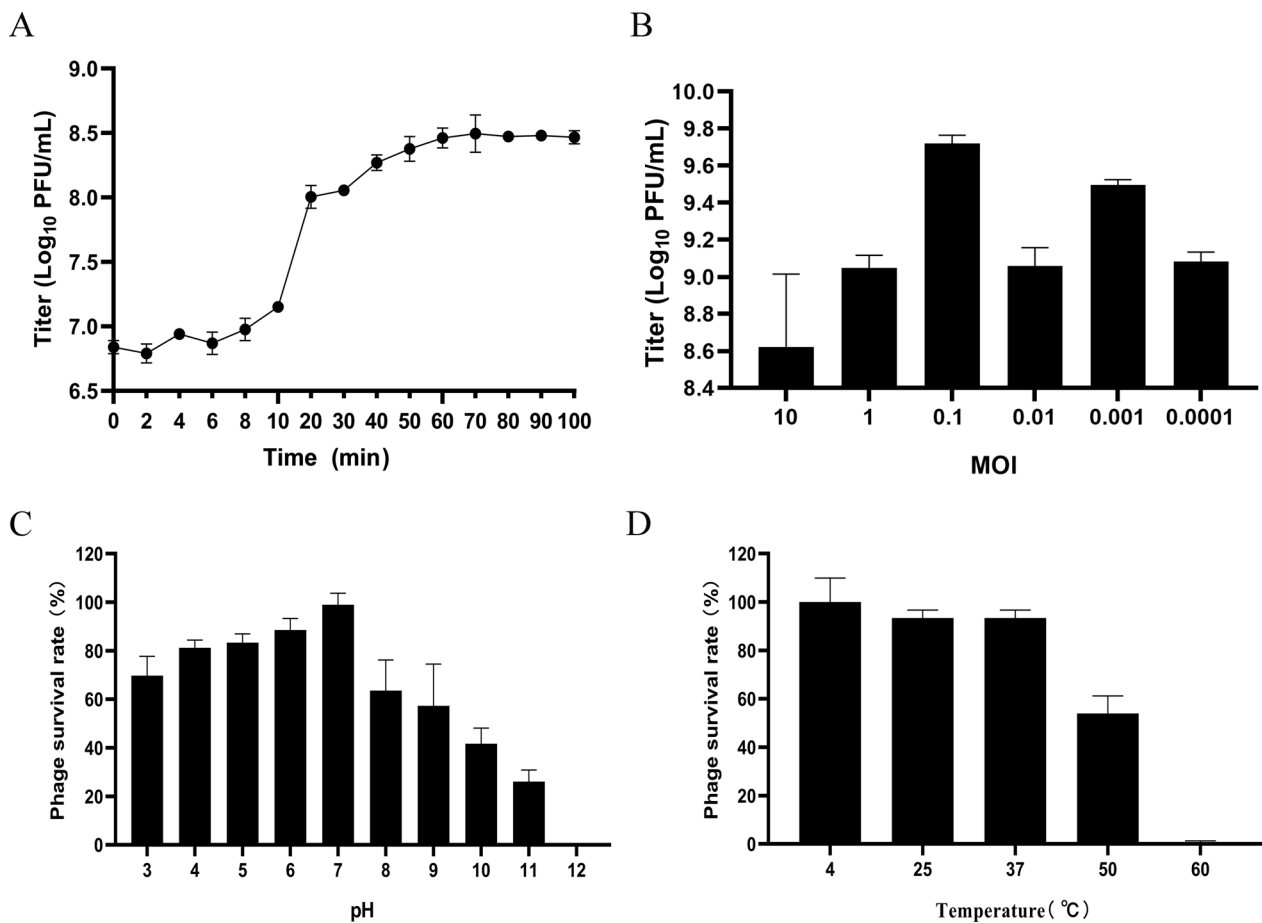 A
Titer (Log10 PFU/mL)
9.0
8.5
8.0
7.5
7.0
6.5
0 2 4 6 8 10 20 30 40 50 60 70 80 90 100
Time (min)
B
Titer (Log10 PFU/mL)
10.0
9.8
9.6
9.4
9.2
9.0
8.8
8.6
8.4
10 1 0.1 0.01 0.001 0.0001
MOI
C
Phage survival rate (%)
120
100
80
60
40
20
0
3 4 5 6 7 8 9 10 11 12
pH
D
Phage survival rate (%)
120
100
80
60
40
20
0
4 25 37 50 60
Temperature( ℃)